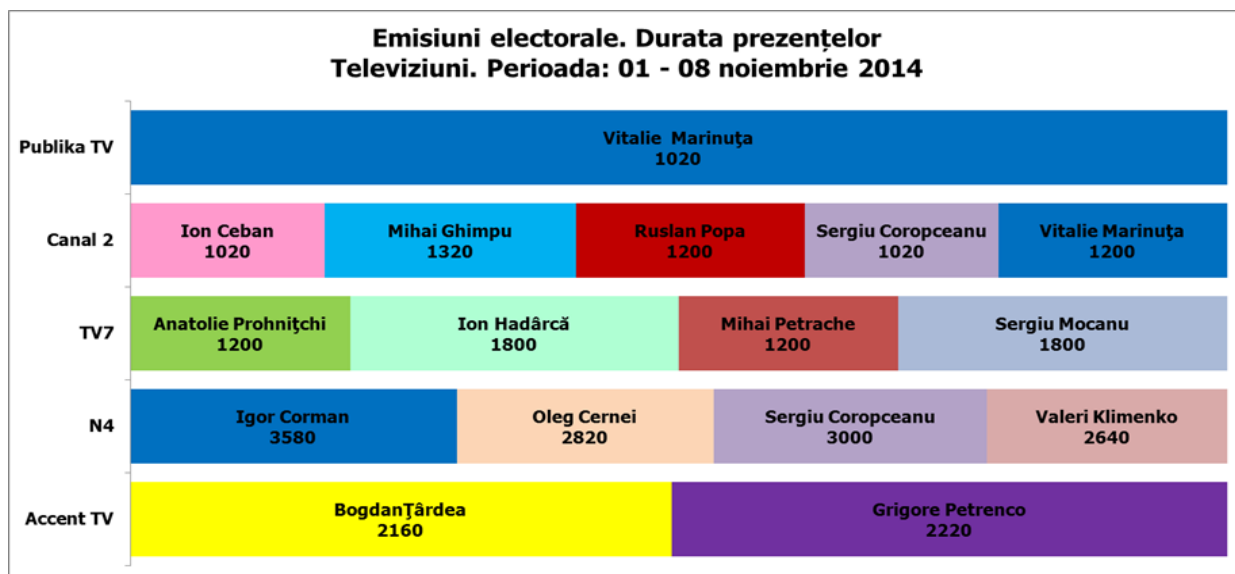 Emisiuni electorale. Durata prezențelor
Televiziuni. Perioada: 01 - 08 noiembrie 2014
Publika TV
Vitalie Marinuţa
1020
Canal 2
Ion Ceban
1020
Mihai Ghimpu
1320
Ruslan Popa
1200
Sergiu Coropceanu
1020
Vitalie Marinuţa
1200
TV7
Anatolie Prohniţchi
1200
Ion Hadârcă
1800
Mihai Petrache
1200
Sergiu Mocanu
1800
N4
Igor Corman
3580
Oleg Cernei
2820
Sergiu Coropceanu
3000
Valeri Klimenko
2640
Accent TV
BogdanŢârdea
2160
Grigore Petrenco
2220